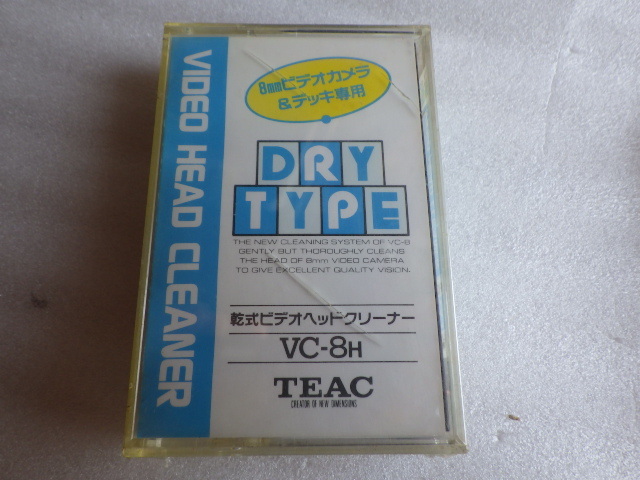 VIDEO HEAD CLEANER
8mmビデオカメラ
&デッキ専用
DRY
TYPE
THE NEW CLEANING SYSTEM OF VC-8
GENTLY BUT THOROUGHLY CLEANS
THE HEAD OF 8mm VIDEO CAMERA
TO GIVE EXCELLENT QUALITY VISION.
乾式ビデオヘッドクリーナー
VC-8H
TEAC
CREATOR OF NEW DIMENSIONS